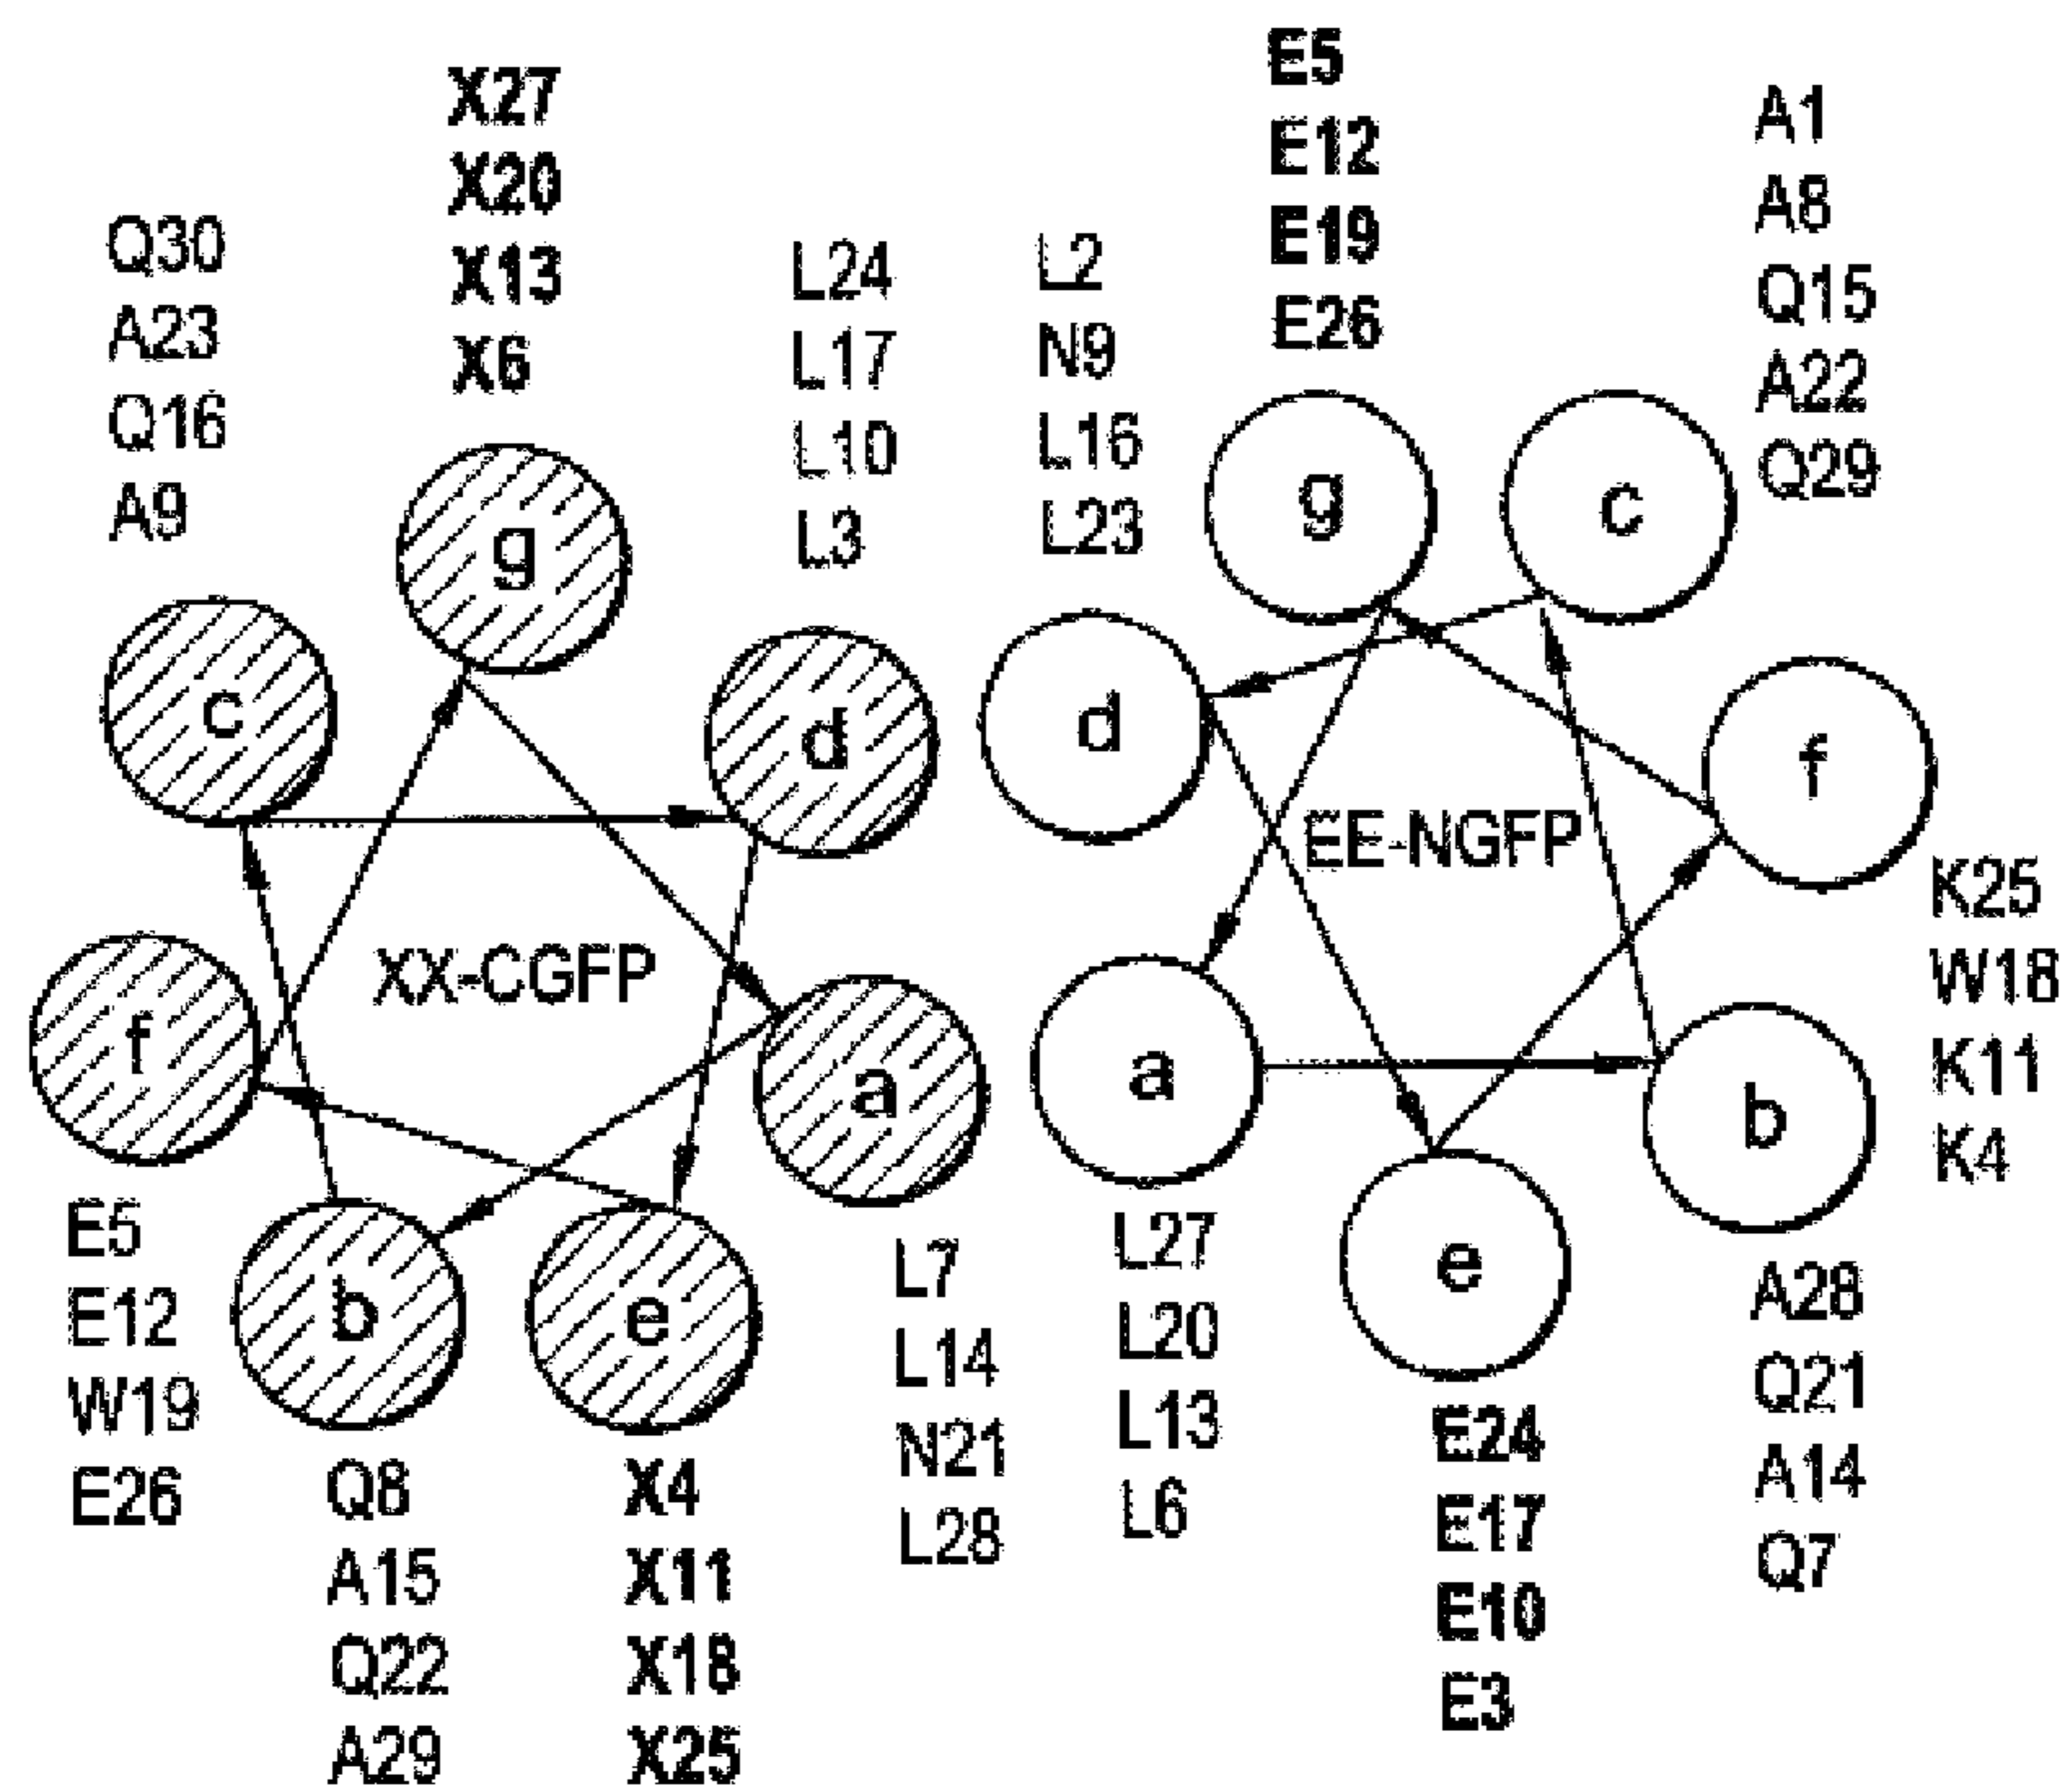 X27
X20
X13
X6
Q30
A23
Q16
A9
L24
L17
L10
L3
g
c
d
f
XX-CGFP
a
b
e
E5
E12
W19
E26
Q8
A15
Q22
A29
X4
X11
X18
X25
L7
L14
N21
L28
E5
E12
E19
E26
A1
A8
Q15
A22
Q29
L2
N9
L16
L23
g
c
d
f
EE-NGFP
a
b
e
K25
W18
K11
K4
L27
L20
L13
L6
E24
E17
E10
E3
A28
Q21
A14
Q7